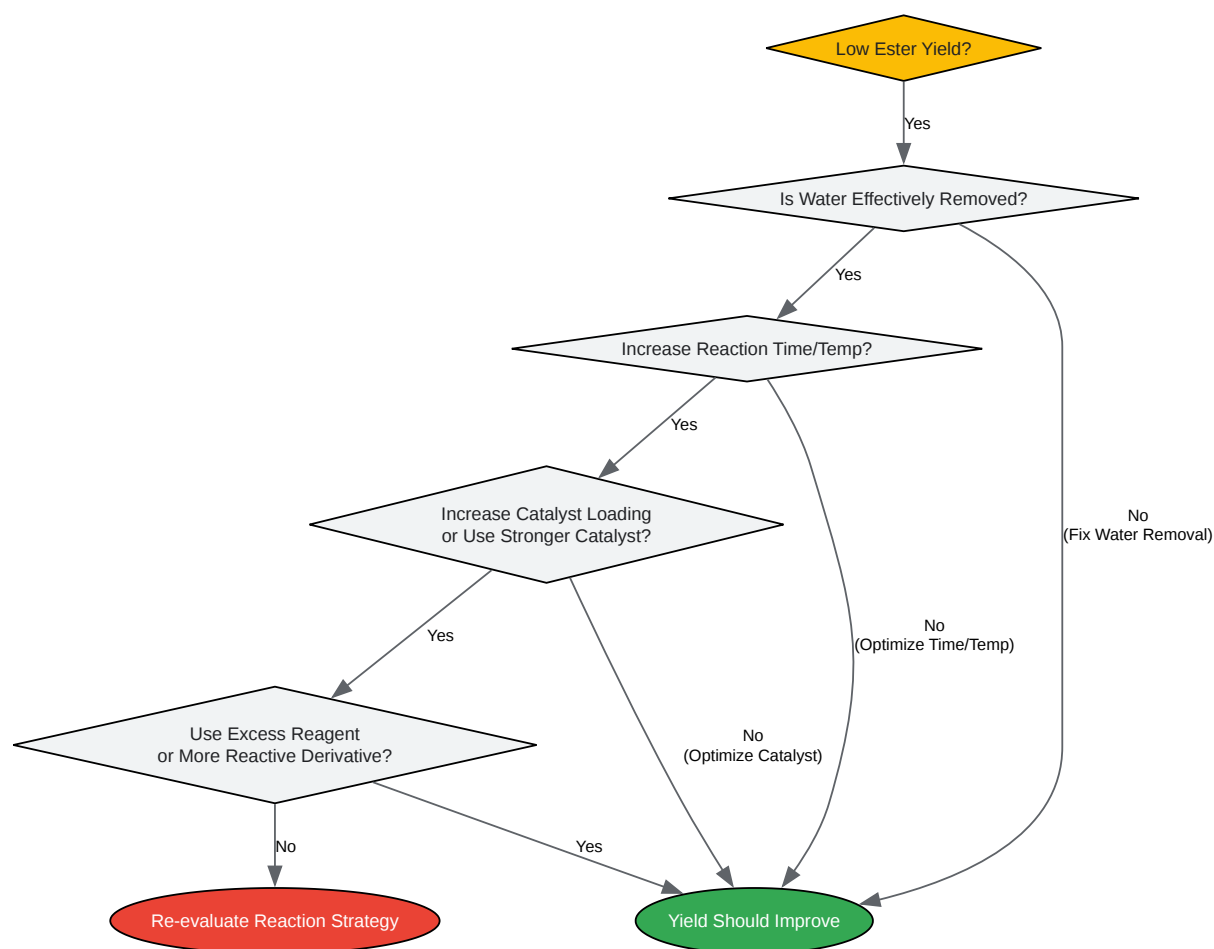 Low Ester Yield?
Yes
Is Water Effectively Removed?
Yes
Increase Reaction Time/Temp?
Yes
Increase Catalyst Loading
or Use Stronger Catalyst?
No
(Fix Water Removal)
Yes
No
(Optimize Time/Temp)
Use Excess Reagent
or More Reactive Derivative?
No
(Optimize Catalyst)
No
Yes
Re-evaluate Reaction Strategy
Yield Should Improve